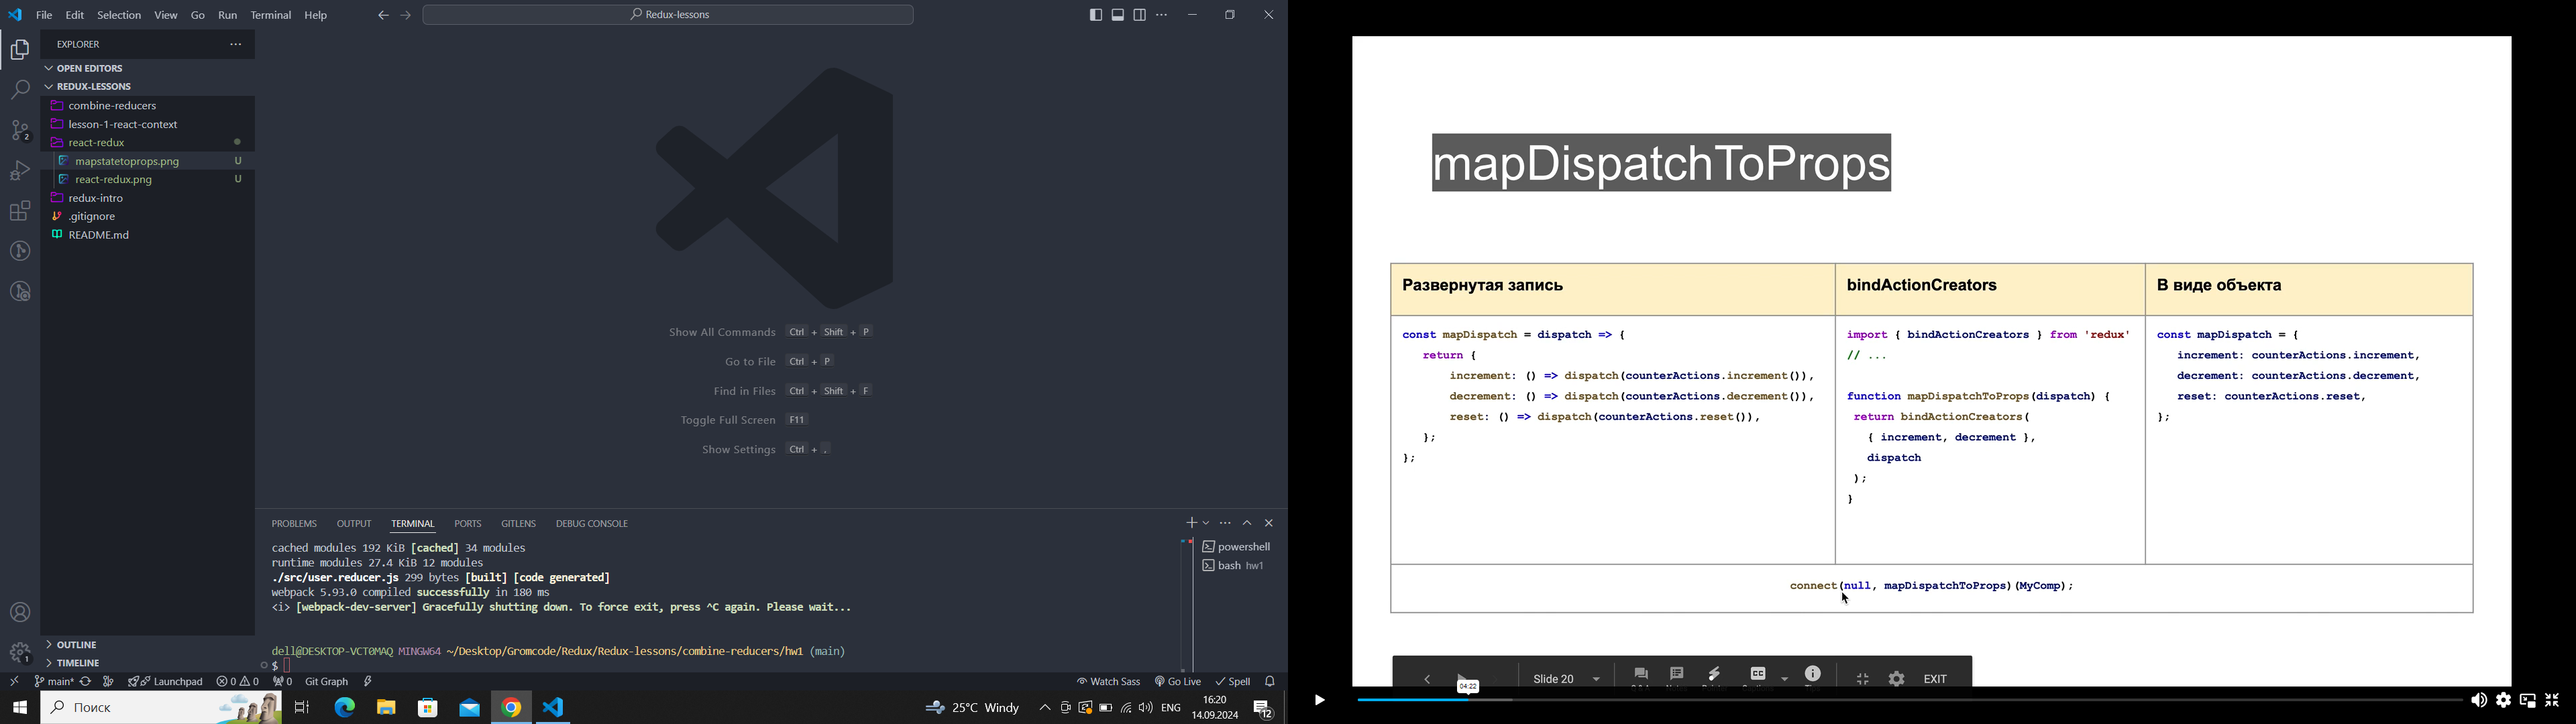 File Edit Selection View Go Run Terminal Help
Redux-lessons
EXPLORER
OPEN EDITORS
REDUX-LESSONS
combine-reducers
lesson-1-react-context
react-redux
mapstatetoprops.png U
react-redux.png U
redux-intro
.gitignore
README.md
2
OUTLINE
TIMELINE
1
Show All Commands Ctrl + Shift + P
Go to File Ctrl + P
Find in Files Ctrl + Shift + F
Toggle Full Screen F11
Show Settings Ctrl + ,
PROBLEMS OUTPUT TERMINAL PORTS GITLENS DEBUG CONSOLE
cached modules 192 KiB [cached] 34 modules
runtime modules 27.4 KiB 12 modules
./src/user.reducer.js 299 bytes [built] [code generated]
webpack 5.93.0 compiled successfully in 180 ms
<i> [webpack-dev-server] Gracefully shutting down. To force exit, press ^C again. Please wait...
dell@DESKTOP-VCT0MAQ MINGW64 ~/Desktop/Gromcode/Redux/Redux-lessons/combine-reducers/hw1 (main)
$
powershell
bash hw1
main* Launchpad 0 0 0 Git Graph
Watch Sass Go Live Spell
Поиск
25°C Windy
ENG
16:20
14.09.2024
12
mapDispatchToProps
Развернутая запись
const mapDispatch = dispatch => {
return {
increment: () => dispatch(counterActions.increment()),
decrement: () => dispatch(counterActions.decrement()),
reset: () => dispatch(counterActions.reset()),
};
};
bindActionCreators
import { bindActionCreators } from 'redux'
// ...
function mapDispatchToProps(dispatch) {
return bindActionCreators(
{ increment, decrement },
dispatch
);
}
В виде объекта
const mapDispatch = {
increment: counterActions.increment,
decrement: counterActions.decrement,
reset: counterActions.reset,
};
connect(null, mapDispatchToProps)(MyComp);
Slide 20
CC
EXIT
04:22